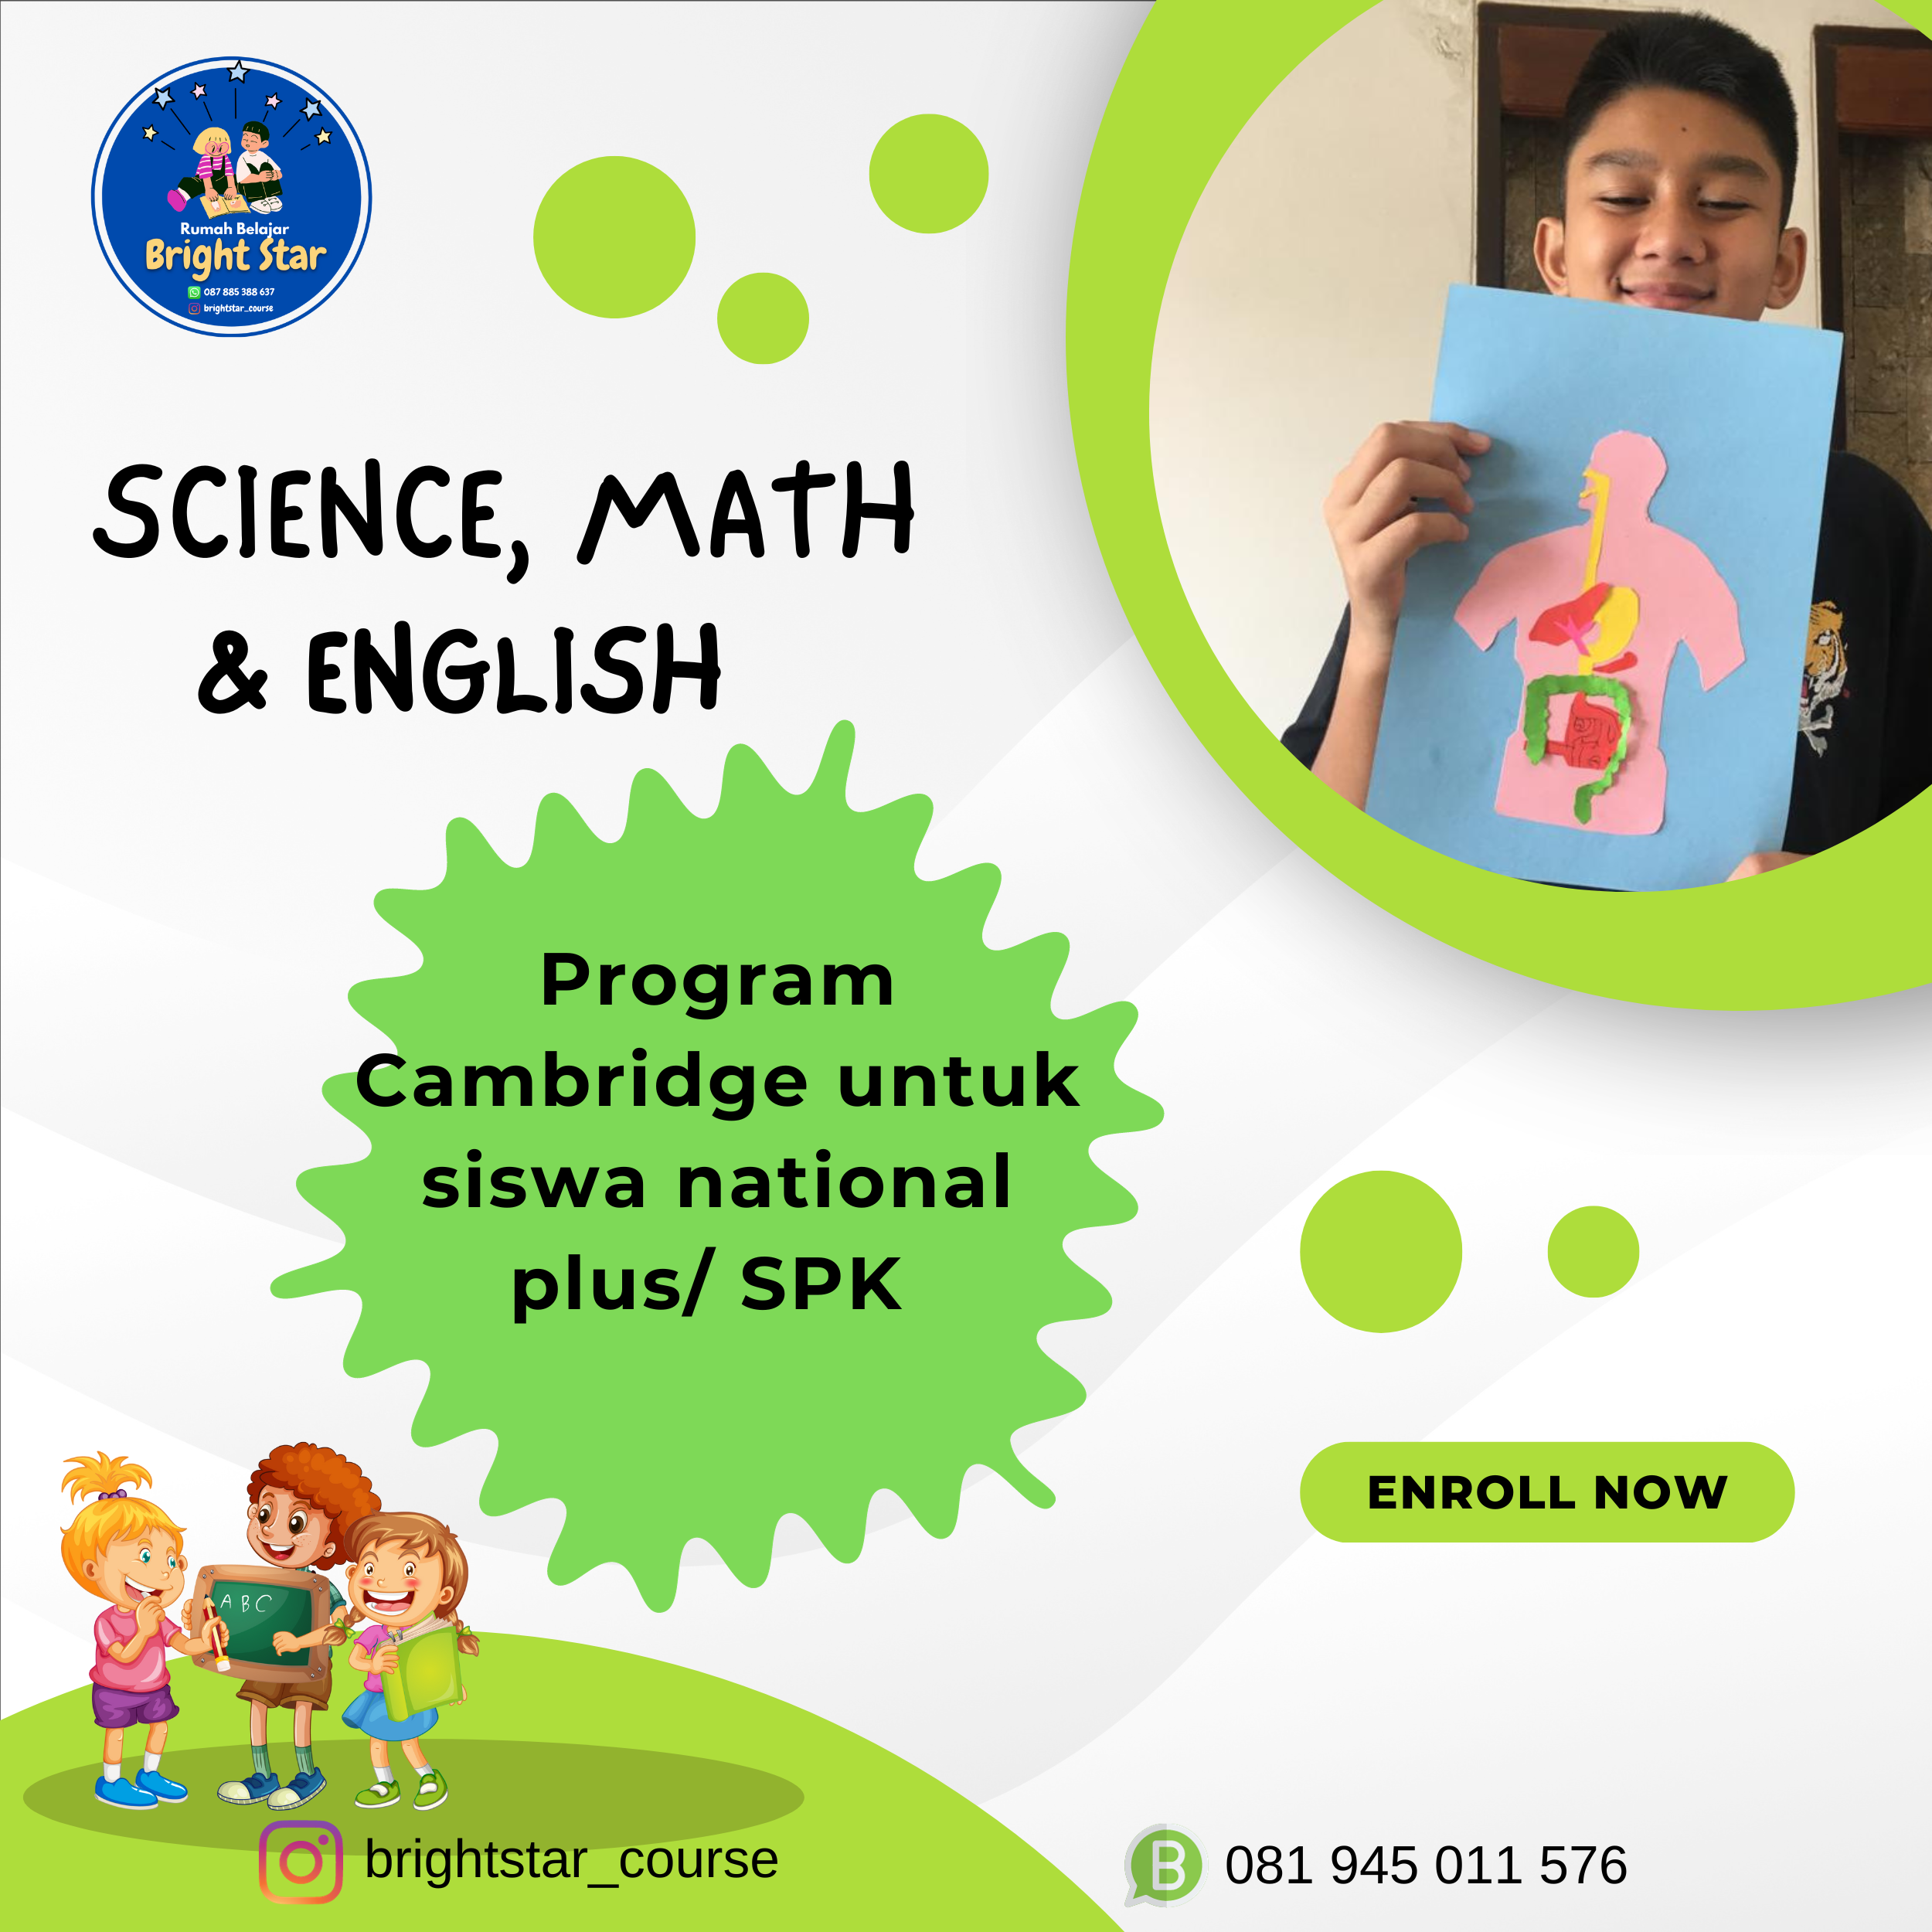 Rumah Belajar
Bright Star
087 885 388 637
brightstar_course
SCIENCE, MATH
& ENGLISH
Program
Cambridge untuk
siswa national
plus/ SPK
ENROLL NOW
A B C
brightstar_course
081 945 011 576